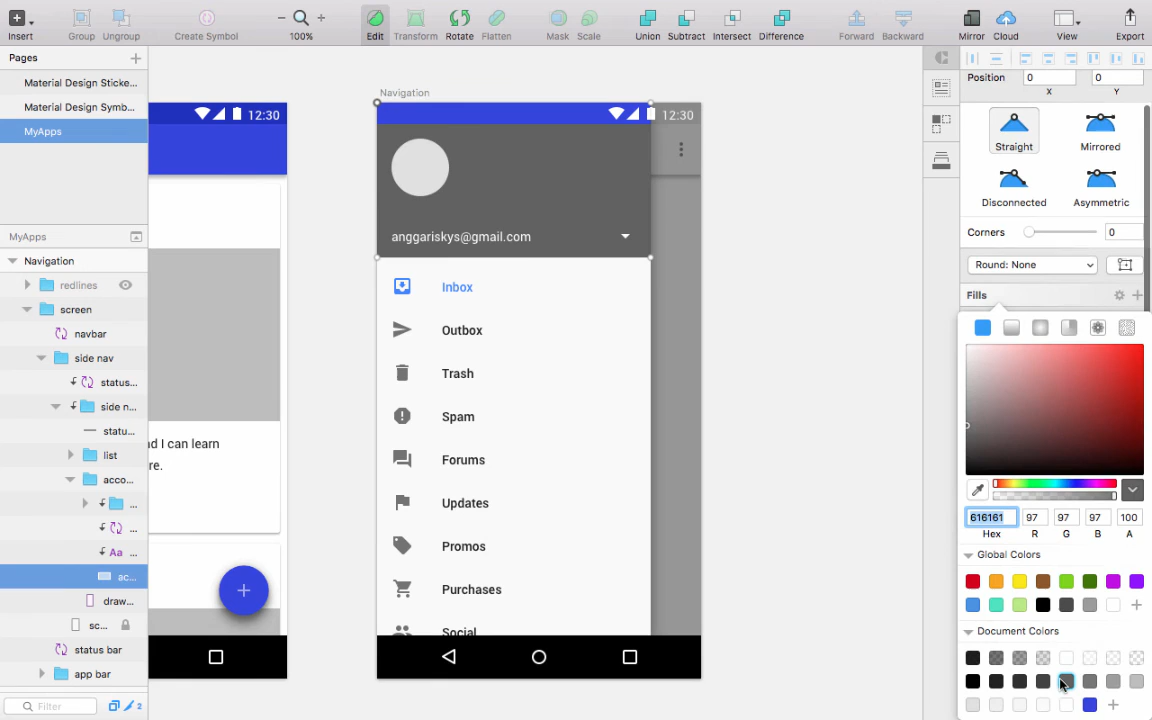 Insert
Group
Ungroup
Create Symbol
100%
Edit
Transform
Rotate
Flatten
Mask
Scale
Union
Subtract
Intersect
Difference
Forward
Backward
Mirror
Cloud
View
Export
Pages
Material Design Sticke...
Material Design Symb...
MyApps
MyApps
Navigation
redlines
screen
navbar
side nav
status...
side n...
statu...
list
acco...
...
...
Aa ...
ac...
draw...
sc...
status bar
app bar
Filter
2
12:30
nd I can learn
re.
Navigation
12:30
anggariskys@gmail.com
Inbox
Outbox
Trash
Spam
Forums
Updates
Promos
Purchases
Social
Position
0
0
X
Y
Straight
Mirrored
Disconnected
Asymmetric
Corners
0
Round: None
Fills
616161
97
97
97
100
Hex
R
G
B
A
Global Colors
Document Colors